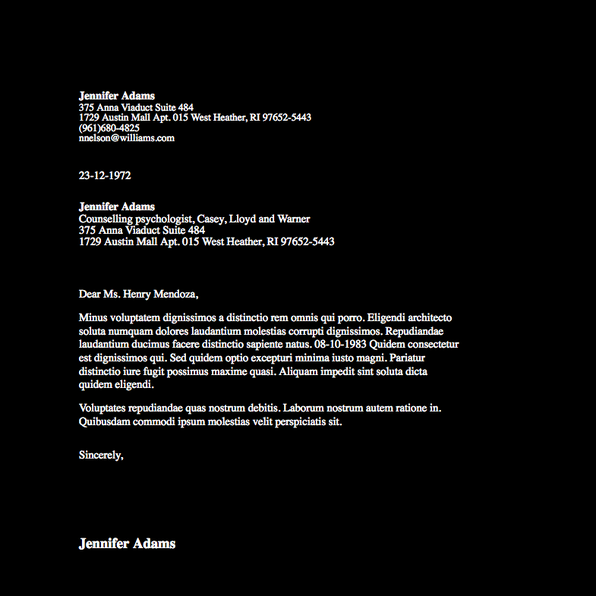 Jennifer Adams
375 Anna Viaduct Suite 484
1729 Austin Mall Apt. 015 West Heather, RI 97652-5443
(961)680-4825
nnelson@williams.com
23-12-1972
Jennifer Adams
Counselling psychologist, Casey, Lloyd and Warner
375 Anna Viaduct Suite 484
1729 Austin Mall Apt. 015 West Heather, RI 97652-5443
Dear Ms. Henry Mendoza,
Minus voluptatem dignissimos a distinctio rem omnis qui porro. Eligendi architecto
soluta numquam dolores laudantium molestias corrupti dignissimos. Repudiandae
laudantium ducimus facere distinctio sapiente natus. 08-10-1983 Quidem consectetur
est dignissimos qui. Sed quidem optio excepturi minima iusto magni. Pariatur
distinctio iure fugit possimus maxime quasi. Aliquam impedit sint soluta dicta
quidem eligendi.
Voluptates repudiandae quas nostrum debitis. Laborum nostrum autem ratione in.
Quibusdam commodi ipsum molestias velit perspiciatis sit.
Sincerely,
Jennifer Adams